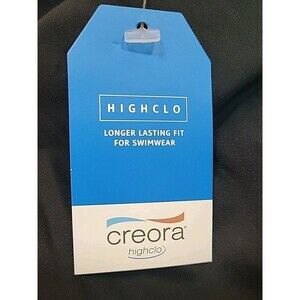 HIGHCLO
LONGER LASTING FIT
FOR SWIMWEAR
creora®
highclo